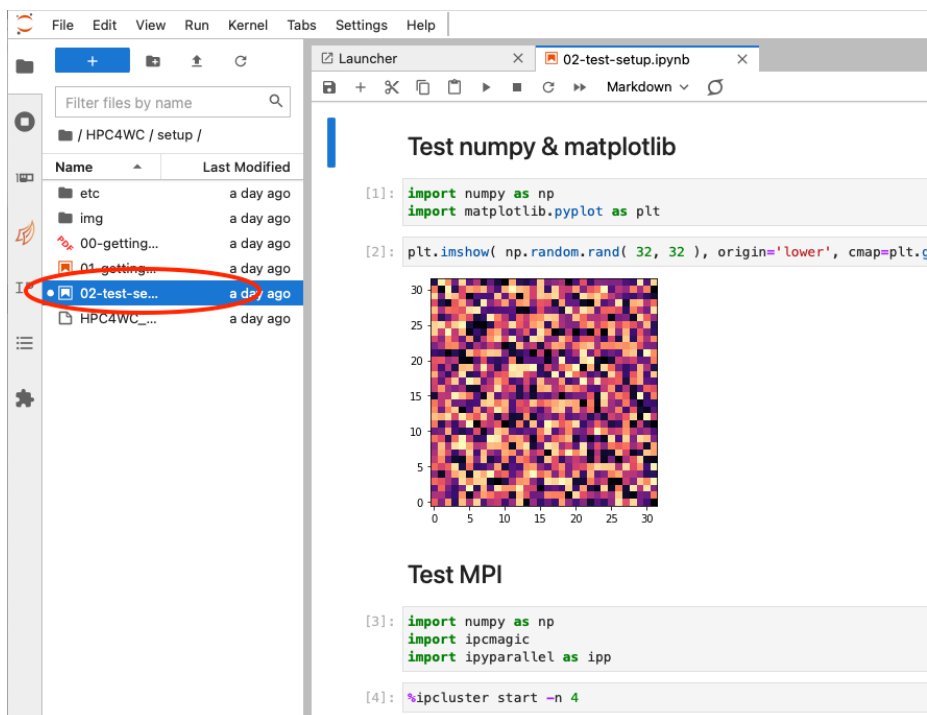 File Edit View Run Kernel Tabs Settings Help
+
Filter files by name
/ HPC4WC / setup /
Name Last Modified
etc a day ago
img a day ago
00-getting... a day ago
01-getting... a day ago
02-test-se... a day ago
HPC4WC_... a day ago
Launcher
02-test-setup.ipynb
Markdown
Test numpy & matplotlib
[1]: import numpy as np
import matplotlib.pyplot as plt
[2]: plt.imshow( np.random.rand( 32, 32 ), origin='lower', cmap=plt.g
30
25
20
15
10
5
0
0 5 10 15 20 25 30
Test MPI
[3]: import numpy as np
import ipcmagic
import ipyparallel as ipp
[4]: %ipcluster start -n 4